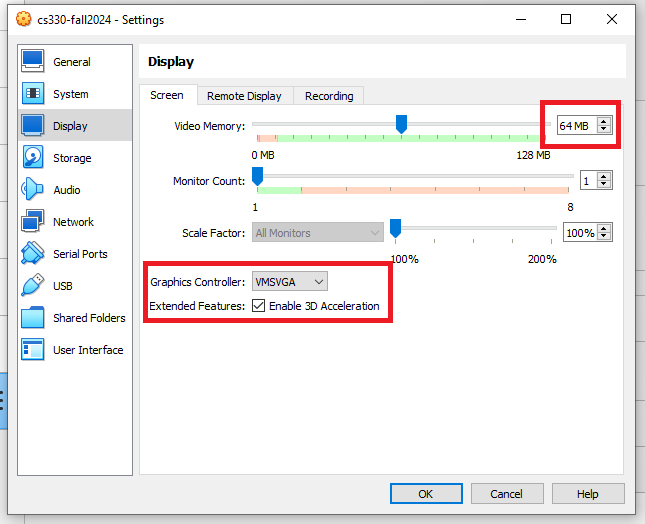 cs330-fall2024 - Settings
General
System
Display
Storage
Audio
Network
Serial Ports
USB
Shared Folders
User Interface
Display
Screen Remote Display Recording
Video Memory: 64 MB
0 MB 128 MB
Monitor Count: 1
1 8
Scale Factor: All Monitors 100%
100% 200%
Graphics Controller: VMSVGA
Extended Features: Enable 3D Acceleration
OK Cancel Help